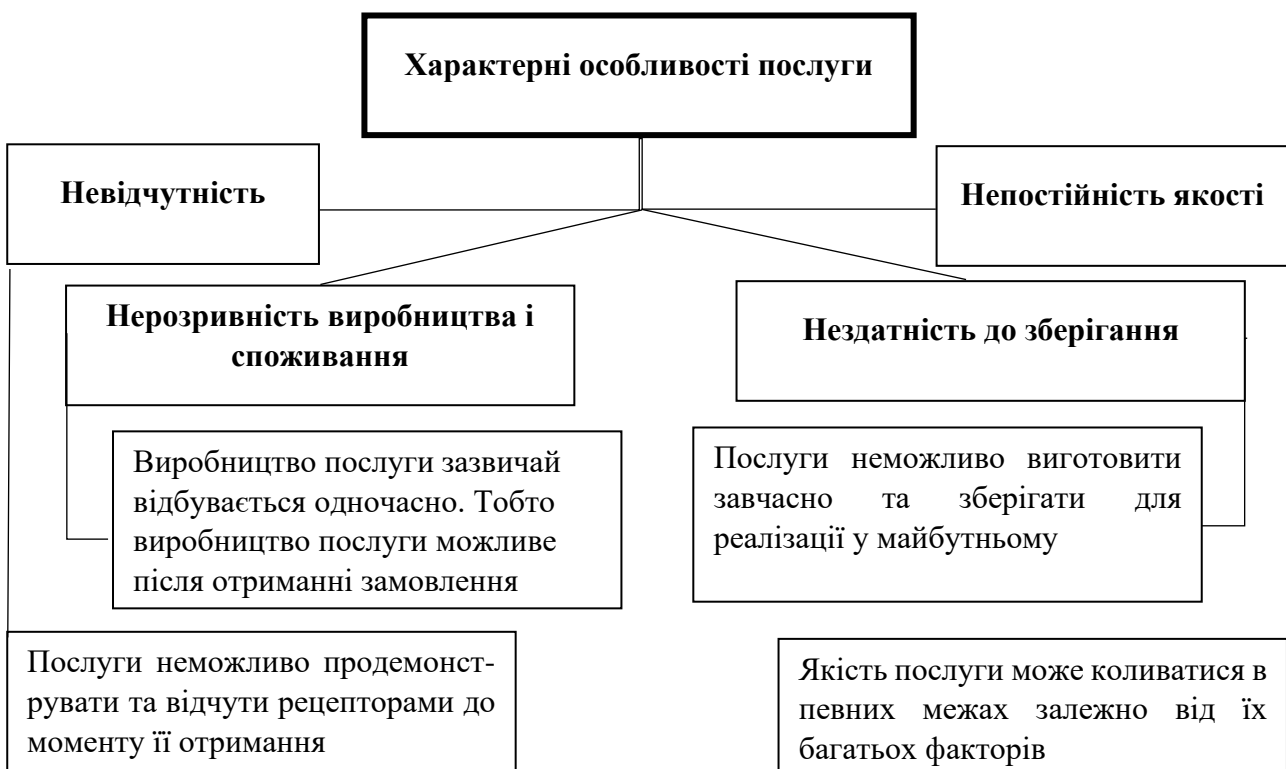 Характерні особливості послуги
Невідчутність
Непостійність якості
Нерозривність виробництва і
споживання
Нездатність до зберігання
Виробництво послуги зазвичай
відбувається одночасно. Тобто
виробництво послуги можливе
після отриманні замовлення
Послуги неможливо виготовити
завчасно та зберігати для
реалізації у майбутньому
Послуги неможливо продемонст-
рувати та відчути рецепторами до
моменту її отримання
Якість послуги може коливатися в
певних межах залежно від їх
багатьох факторів